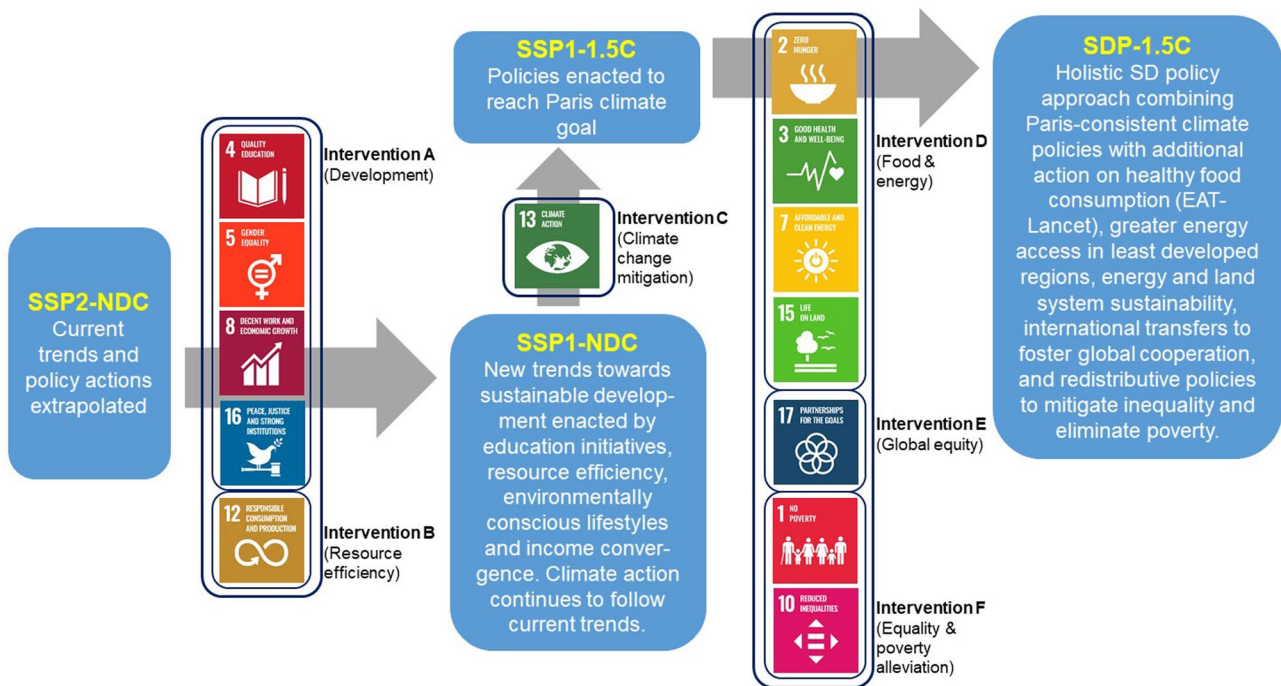 SSP2-NDC
Current
trends and
policy actions
extrapolated
4 QUALITY
EDUCATION
5 GENDER
EQUALITY
8 DECENT WORK AND
ECONOMIC GROWTH
16 PEACE, JUSTICE
AND STRONG
INSTITUTIONS
12 RESPONSIBLE
CONSUMPTION
AND PRODUCTION
Intervention A
(Development)
Intervention B
(Resource
efficiency)
SSP1-NDC
New trends towards
sustainable develop-
ment enacted by
education initiatives,
resource efficiency,
environmentally
conscious lifestyles
and income conver-
gence. Climate action
continues to follow
current trends.
13 CLIMATE
ACTION
Intervention C
(Climate
change
mitigation)
SSP1-1.5C
Policies enacted to
reach Paris climate
goal
2 ZERO
HUNGER
3 GOOD HEALTH
AND WELL-BEING
7 AFFORDABLE AND
CLEAN ENERGY
15 LIFE
ON LAND
17 PARTNERSHIPS
FOR THE GOALS
1 NO
POVERTY
10 REDUCED
INEQUALITIES
Intervention D
(Food &
energy)
Intervention E
(Global equity)
Intervention F
(Equality &
poverty
alleviation)
SDP-1.5C
Holistic SD policy
approach combining
Paris-consistent climate
policies with additional
action on healthy food
consumption (EAT-
Lancet), greater energy
access in least developed
regions, energy and land
system sustainability,
international transfers to
foster global cooperation,
and redistributive policies
to mitigate inequality and
eliminate poverty.